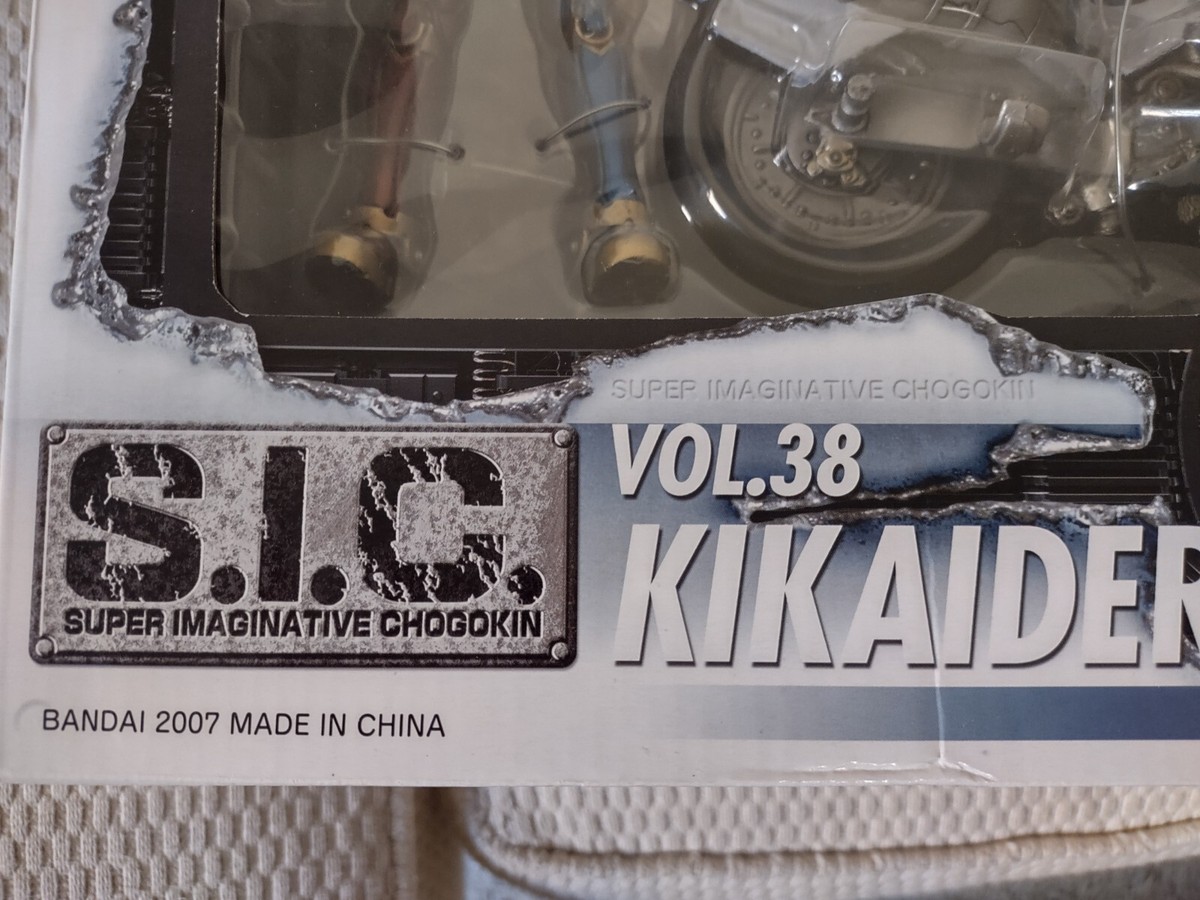 SUPER IMAGINATIVE CHOGOKIN
VOL.38
KIKAIDER
S.I.C.
SUPER IMAGINATIVE CHOGOKIN
BANDAI 2007 MADE IN CHINA